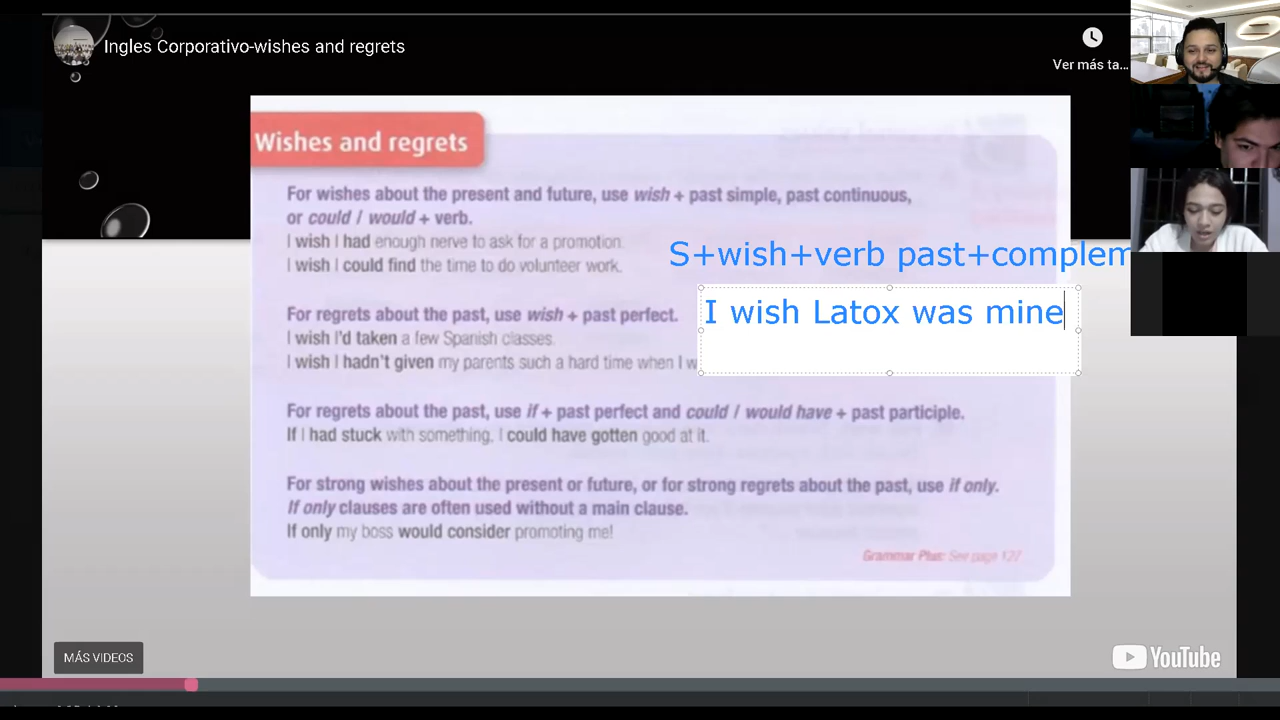 Ingles Corporativo-wishes and regrets
Ver más ta...
Wishes and regrets
For wishes about the present and future, use wish + past simple, past continuous,
or could / would + verb.
I wish I had enough nerve to ask for a promotion.
I wish I could find the time to do volunteer work.
S+wish+verb past+complem
I wish Latox was mine
For regrets about the past, use wish + past perfect.
I wish I'd taken a few Spanish classes.
I wish I hadn't given my parents such a hard time when I w
For regrets about the past, use if + past perfect and could / would have + past participle.
If I had stuck with something, I could have gotten good at it.
For strong wishes about the present or future, or for strong regrets about the past, use if only.
If only clauses are often used without a main clause.
If only my boss would consider promoting me!
Grammar Plus: See page 127
MÁS VIDEOS
YouTube